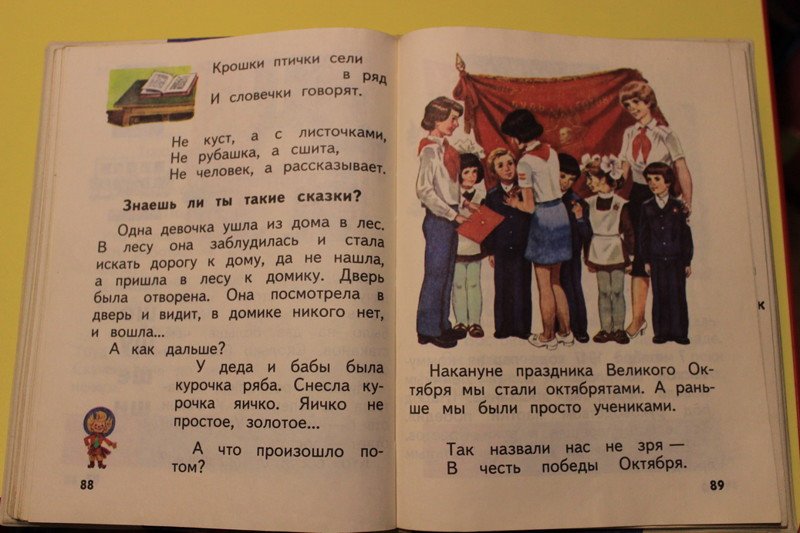 Крошки птички сели
в ряд
И словечки говорят.
Не куст, а с листочками,
Не рубашка, а сшита,
Не человек, а рассказывает.
Знаешь ли ты такие сказки?
Одна девочка ушла из дома в лес.
В лесу она заблудилась и стала
искать дорогу к дому, да не нашла,
а пришла в лесу к домику. Дверь
была отворена. Она посмотрела в
дверь и видит, в домике никого нет,
и вошла...
А как дальше?
У деда и бабы была
курочка ряба. Снесла ку-
рочка яичко. Яичко не
простое, золотое...
А что произошло по-
том?
88
Накануне праздника Великого Ок-
тября мы стали октябрятами. А рань-
ше мы были просто учениками.
Так назвали нас не зря —
В честь победы Октября.
89